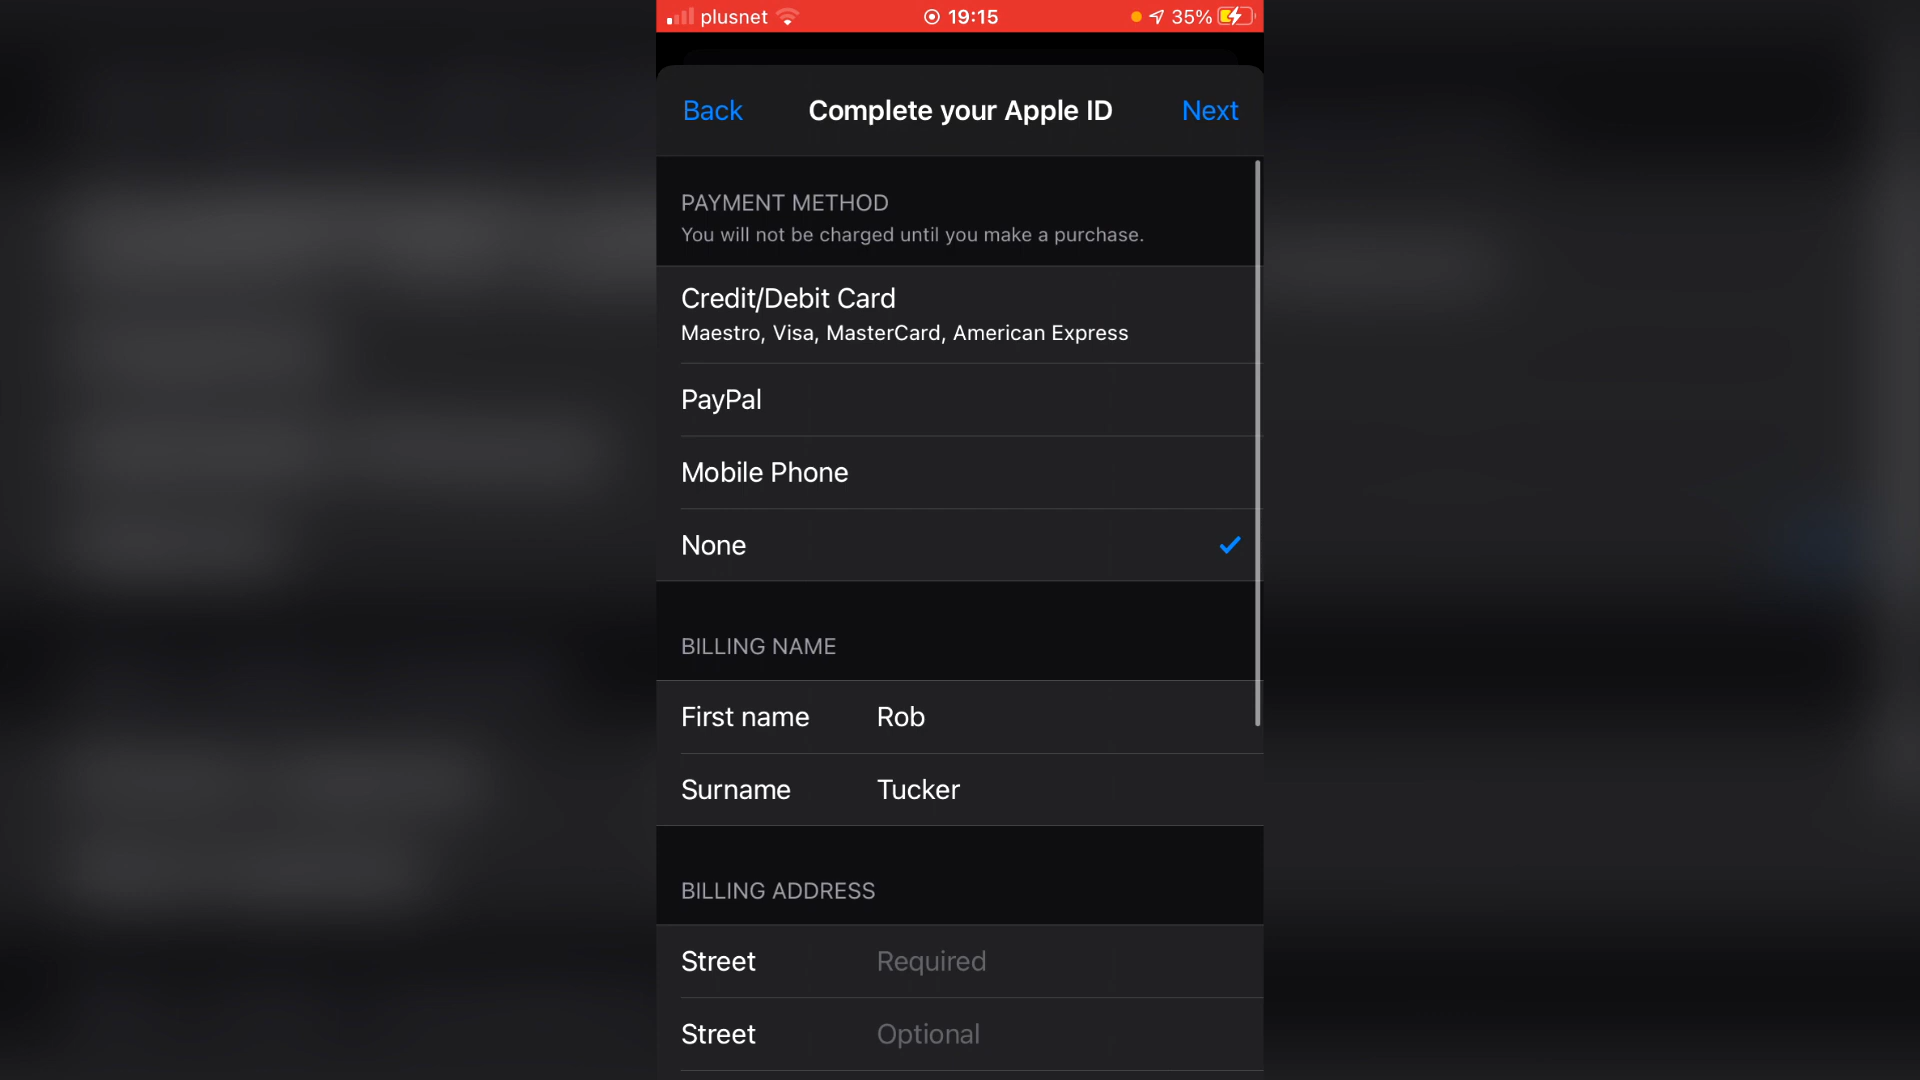 plusnet 19:15 35%
Back Complete your Apple ID Next
PAYMENT METHOD
You will not be charged until you make a purchase.
Credit/Debit Card
Maestro, Visa, MasterCard, American Express
PayPal
Mobile Phone
None
BILLING NAME
First name Rob
Surname Tucker
BILLING ADDRESS
Street Required
Street Optional